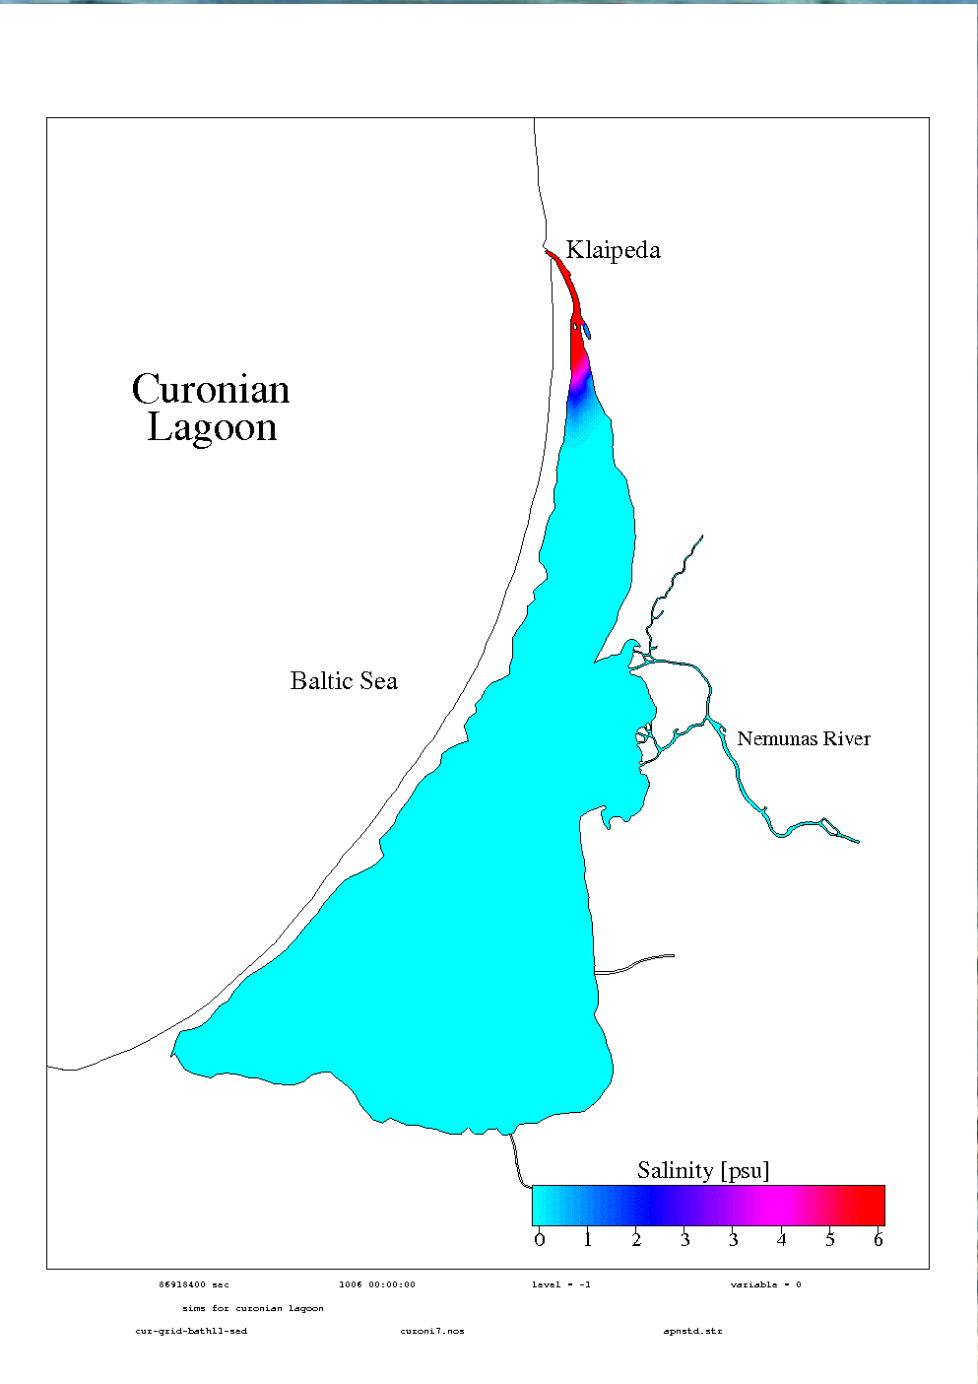 Klaipeda
Curonian
Lagoon
Baltic Sea
Nemunas River
Salinity [psu]
0 1 2 3 3 4 5 6
86918400 sec 1006 00:00:00 level = -1 variable = 0
sims for curonian lagoon
cur-grid-bath11-sed curoni7.nos apnstd.str